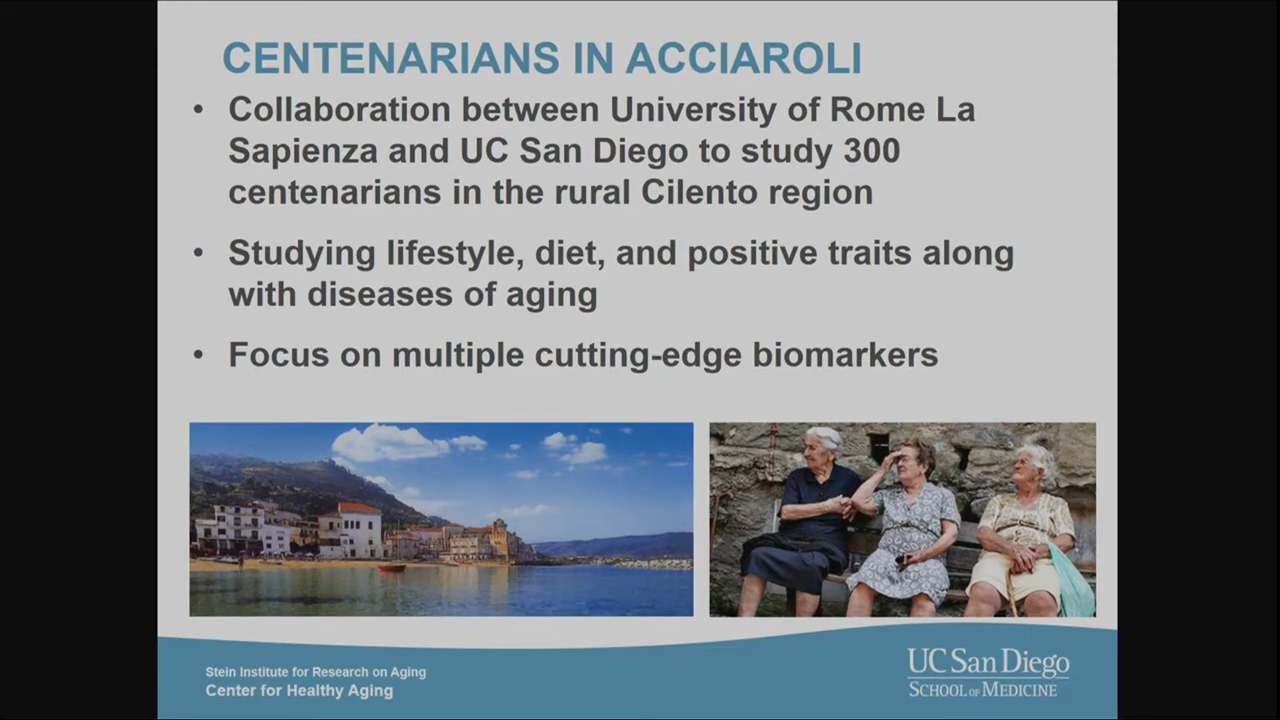 CENTENARIANS IN ACCIAROLI
• Collaboration between University of Rome La
Sapienza and UC San Diego to study 300
centenarians in the rural Cilento region
• Studying lifestyle, diet, and positive traits along
with diseases of aging
• Focus on multiple cutting-edge biomarkers
Stein Institute for Research on Aging
Center for Healthy Aging
UC San Diego
SCHOOL OF MEDICINE